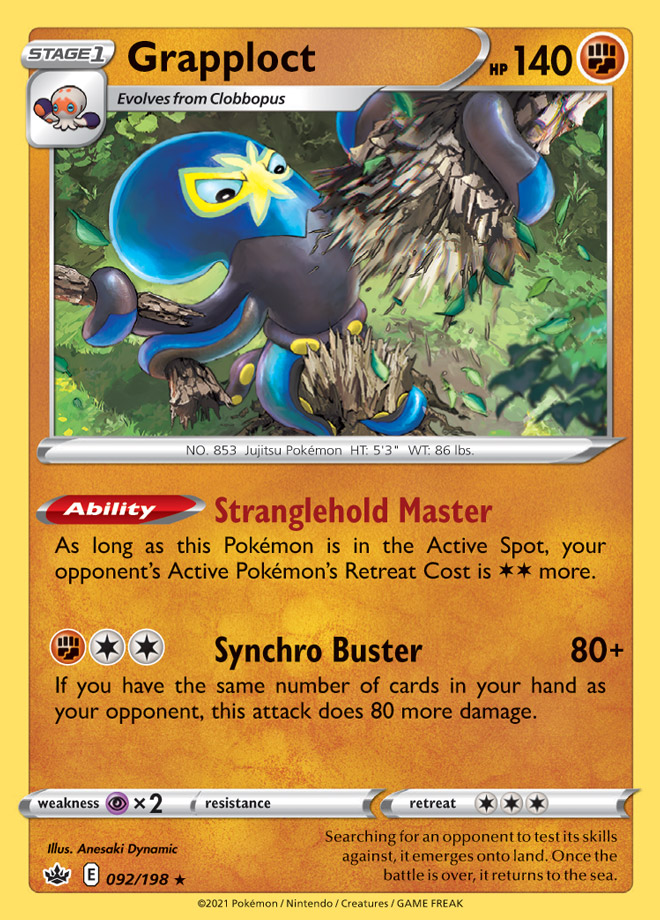 STAGE 1
Grapploct
HP 140
Evolves from Clobbopus
NO. 853 Jujitsu Pokémon HT: 5'3" WT: 86 lbs.
Ability Stranglehold Master
As long as this Pokémon is in the Active Spot, your
opponent's Active Pokémon's Retreat Cost is ✶✶ more.
Synchro Buster 80+
If you have the same number of cards in your hand as
your opponent, this attack does 80 more damage.
weakness ×2 resistance retreat
Illus. Anesaki Dynamic
E 092/198 ★
Searching for an opponent to test its skills
against, it emerges onto land. Once the
battle is over, it returns to the sea.
©2021 Pokémon / Nintendo / Creatures / GAME FREAK